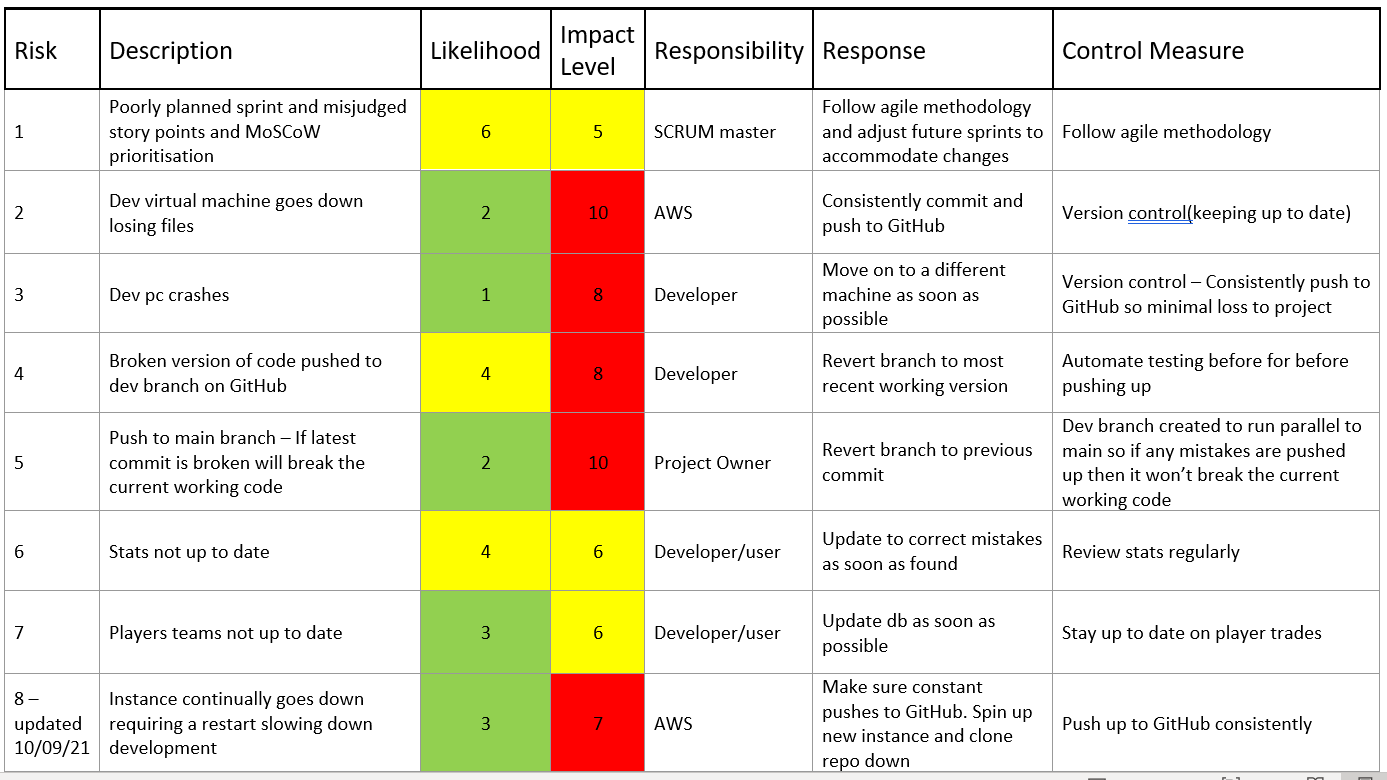 Risk
Description
Likelihood
Impact
Level
Responsibility
Response
Control Measure
1
Poorly planned sprint and misjudged
story points and MoSCoW
prioritisation
6
5
SCRUM master
Follow agile methodology
and adjust future sprints to
accommodate changes
Follow agile methodology
2
Dev virtual machine goes down
losing files
2
10
AWS
Consistently commit and
push to GitHub
Version control(keeping up to date)
3
Dev pc crashes
1
8
Developer
Move on to a different
machine as soon as
possible
Version control – Consistently push to
GitHub so minimal loss to project
4
Broken version of code pushed to
dev branch on GitHub
4
8
Developer
Revert branch to most
recent working version
Automate testing before for before
pushing up
5
Push to main branch – If latest
commit is broken will break the
current working code
2
10
Project Owner
Revert branch to previous
commit
Dev branch created to run parallel to
main so if any mistakes are pushed
up then it won’t break the current
working code
6
Stats not up to date
4
6
Developer/user
Update to correct mistakes
as soon as found
Review stats regularly
7
Players teams not up to date
3
6
Developer/user
Update db as soon as
possible
Stay up to date on player trades
8 –
updated
10/09/21
Instance continually goes down
requiring a restart slowing down
development
3
7
AWS
Make sure constant
pushes to GitHub. Spin up
new instance and clone
repo down
Push up to GitHub consistently